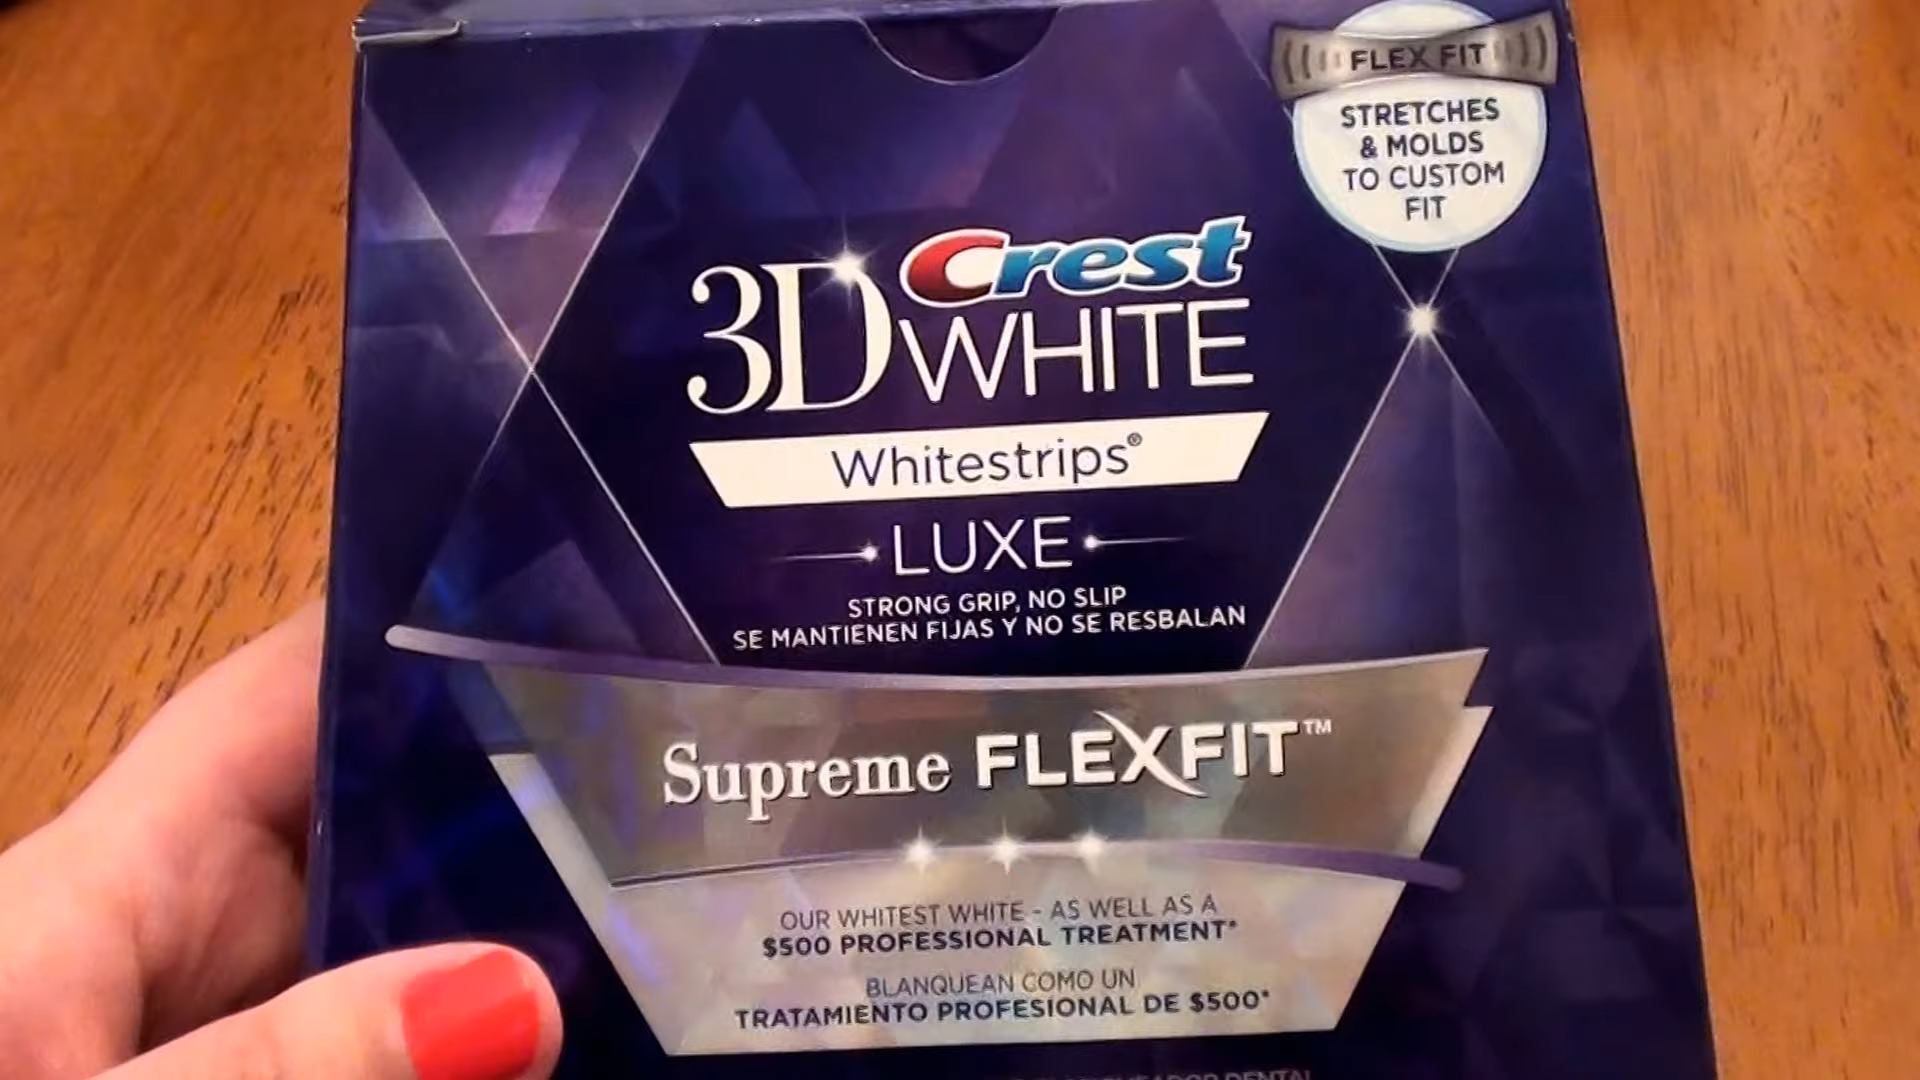 FLEX FIT
STRETCHES
& MOLDS
TO CUSTOM
FIT
Crest
3D WHITE
Whitestrips®
LUXE
STRONG GRIP, NO SLIP
SE MANTIENEN FIJAS Y NO SE RESBALAN
Supreme FLEXFIT™
OUR WHITEST WHITE - AS WELL AS A
$500 PROFESSIONAL TREATMENT*
BLANQUEAN COMO UN
TRATAMIENTO PROFESIONAL DE $500*